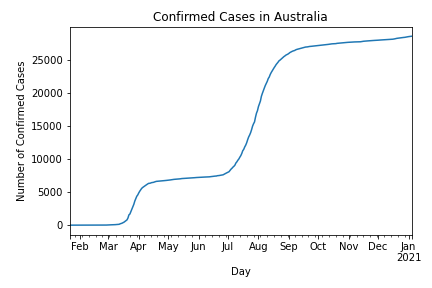 Confirmed Cases in Australia
Number of Confirmed Cases
25000
20000
15000
10000
5000
0
Feb Mar Apr May Jun Jul Aug Sep Oct Nov Dec Jan
2021
Day